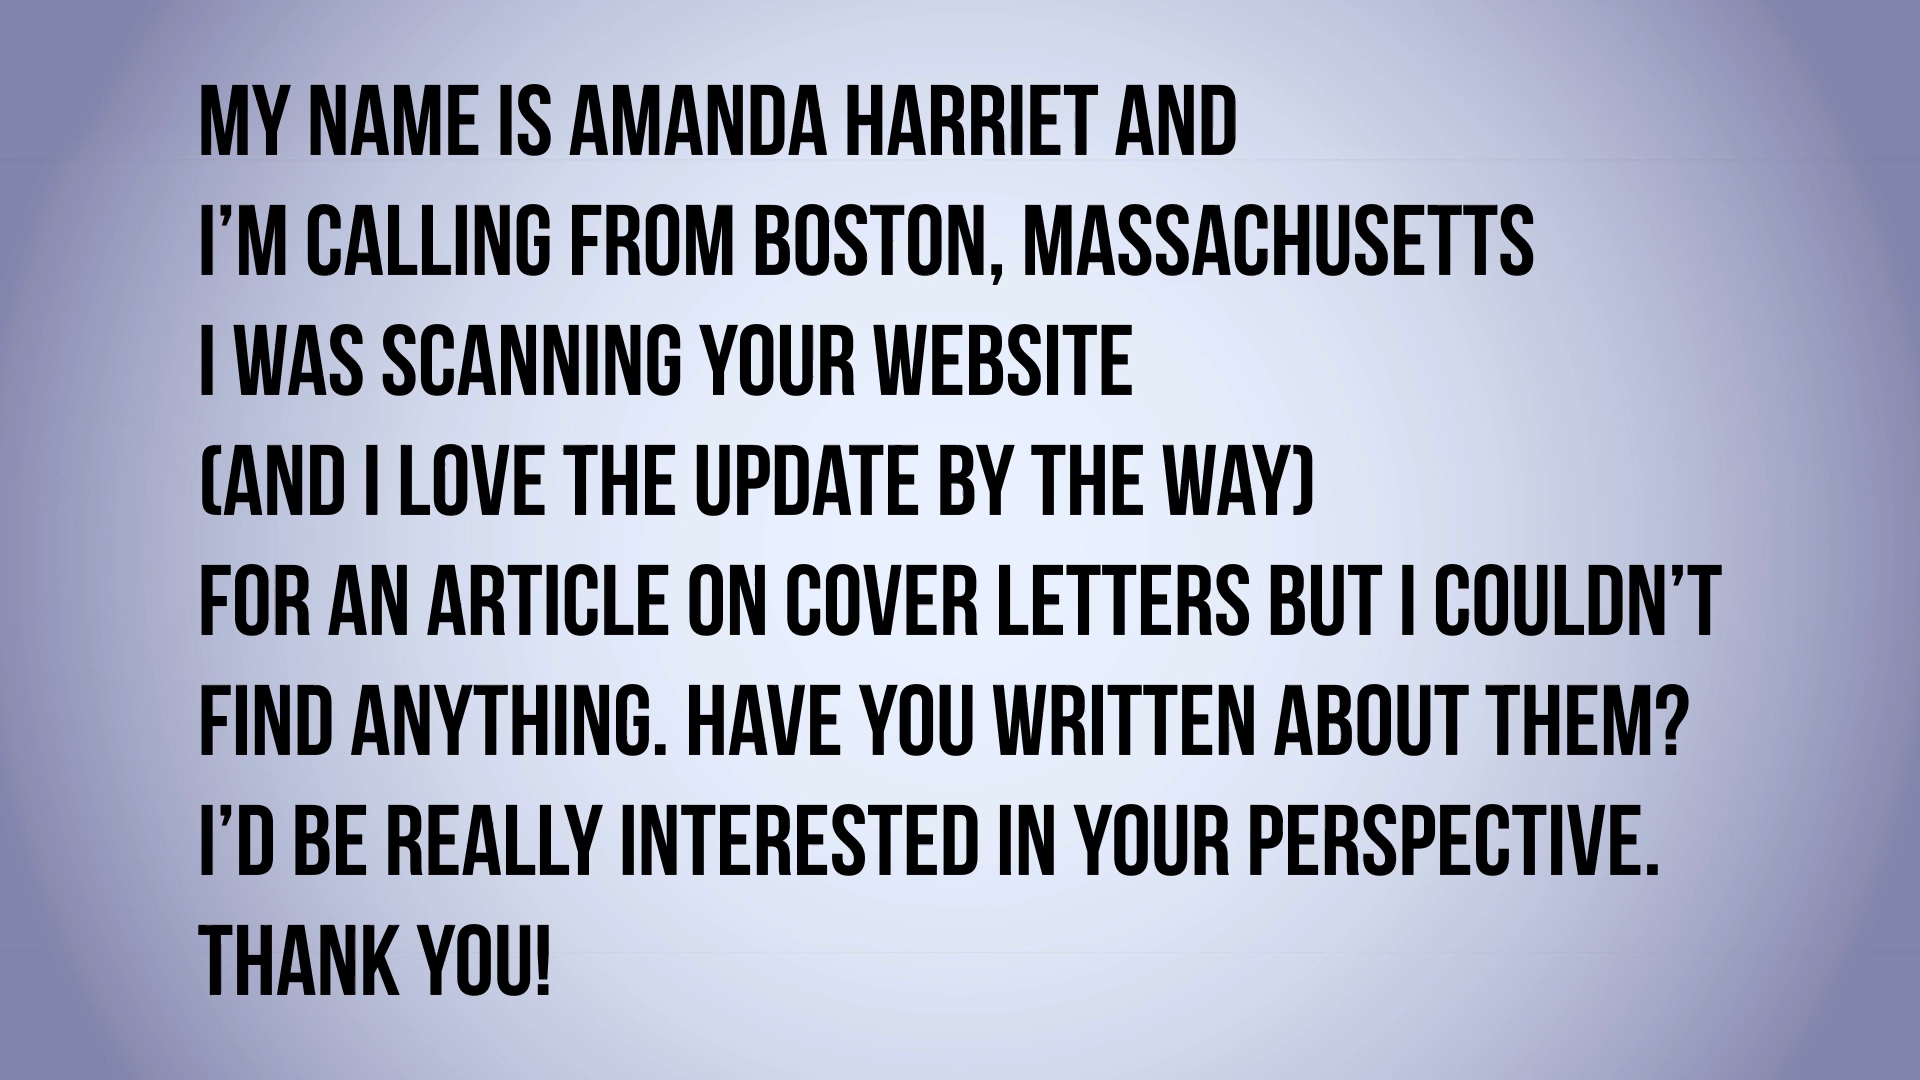 MY NAME IS AMANDA HARRIET AND
I’M CALLING FROM BOSTON, MASSACHUSETTS
I WAS SCANNING YOUR WEBSITE
(AND I LOVE THE UPDATE BY THE WAY)
FOR AN ARTICLE ON COVER LETTERS BUT I COULDN’T
FIND ANYTHING. HAVE YOU WRITTEN ABOUT THEM?
I’D BE REALLY INTERESTED IN YOUR PERSPECTIVE.
THANK YOU!